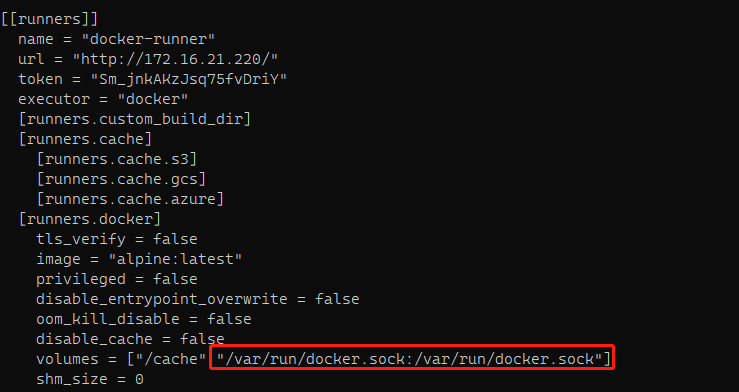 [[runners]]
name = "docker-runner"
url = "http://172.16.21.220/"
token = "Sm_jnkAKzJsq75fvDriY"
executor = "docker"
[runners.custom_build_dir]
[runners.cache]
[runners.cache.s3]
[runners.cache.gcs]
[runners.cache.azure]
[runners.docker]
tls_verify = false
image = "alpine:latest"
privileged = false
disable_entrypoint_overwrite = false
oom_kill_disable = false
disable_cache = false
volumes = ["/cache" "/var/run/docker.sock:/var/run/docker.sock"]
shm_size = 0